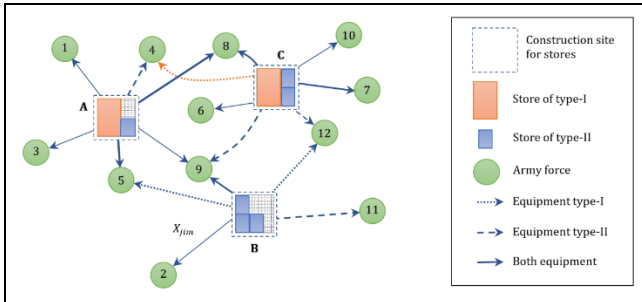 1
4
8
10
C
A
7
6
12
3
5
9
11
X_jim
B
2
Construction site
for stores
Store of type-I
Store of type-II
Army force
Equipment type-I
Equipment type-II
Both equipment